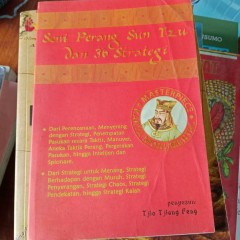 Seni Perang Sun Tzu
dan 36 Strategi
MASTERPIECE
Dari Perencanaan, Menyerang
dengan Strategi, Penempatan
Pasukan secara Taktis, Manuver,
Aneka Taktik Perang, Pergerakan
Pasukan, hingga Intelijen dan
Spionase.
Dari Strategi untuk Menang, Strategi
Berhadapan dengan Musuh, Strategi
Penyerangan, Strategi Chaos, Strategi
Pencekatan, hingga Strategi Kalah
penyusun
Tjio Tjiang Feng